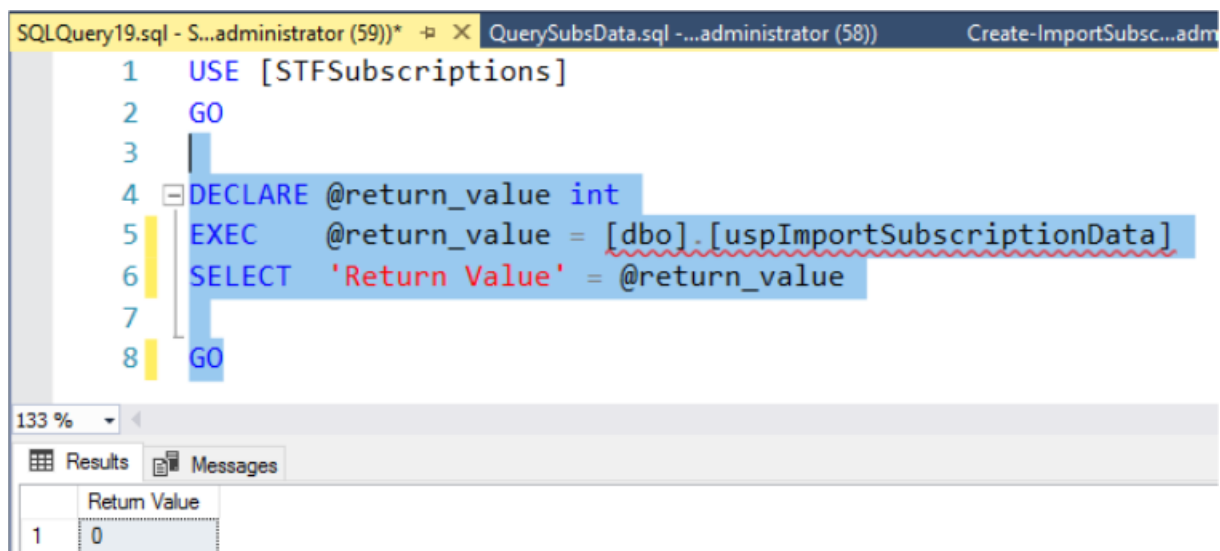 SQLQuery19.sql - S...administrator (59))* QuerySubsData.sql -...administrator (58)) Create-ImportSubsc...adm
1 USE [STFSubscriptions]
2 GO
3
4 DECLARE @return_value int
5 EXEC @return_value = [dbo].[uspImportSubscriptionData]
6 SELECT 'Return Value' = @return_value
7
8 GO
133 %
Results Messages
Return Value
1 0